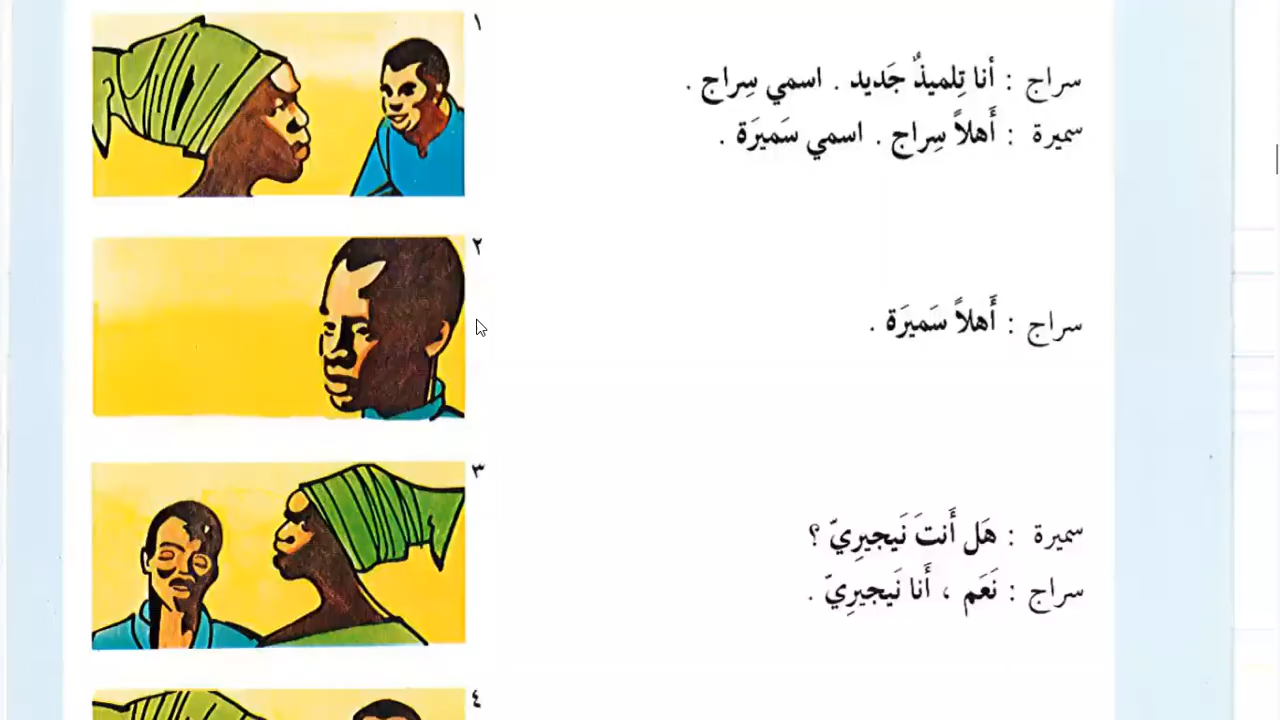 ١
سراج : أنا تِلميذٌ جَديد . اسمي سِراج .
سميرة : أَهلاً سِراج . اسمي سَميرَة .
٢
سراج : أَهلاً سَميرَة .
٣
سميرة : هَل أَنتَ نَيجيرِيّ ؟
سراج : نَعَم ، أَنا نَيجيرِيّ .
٤